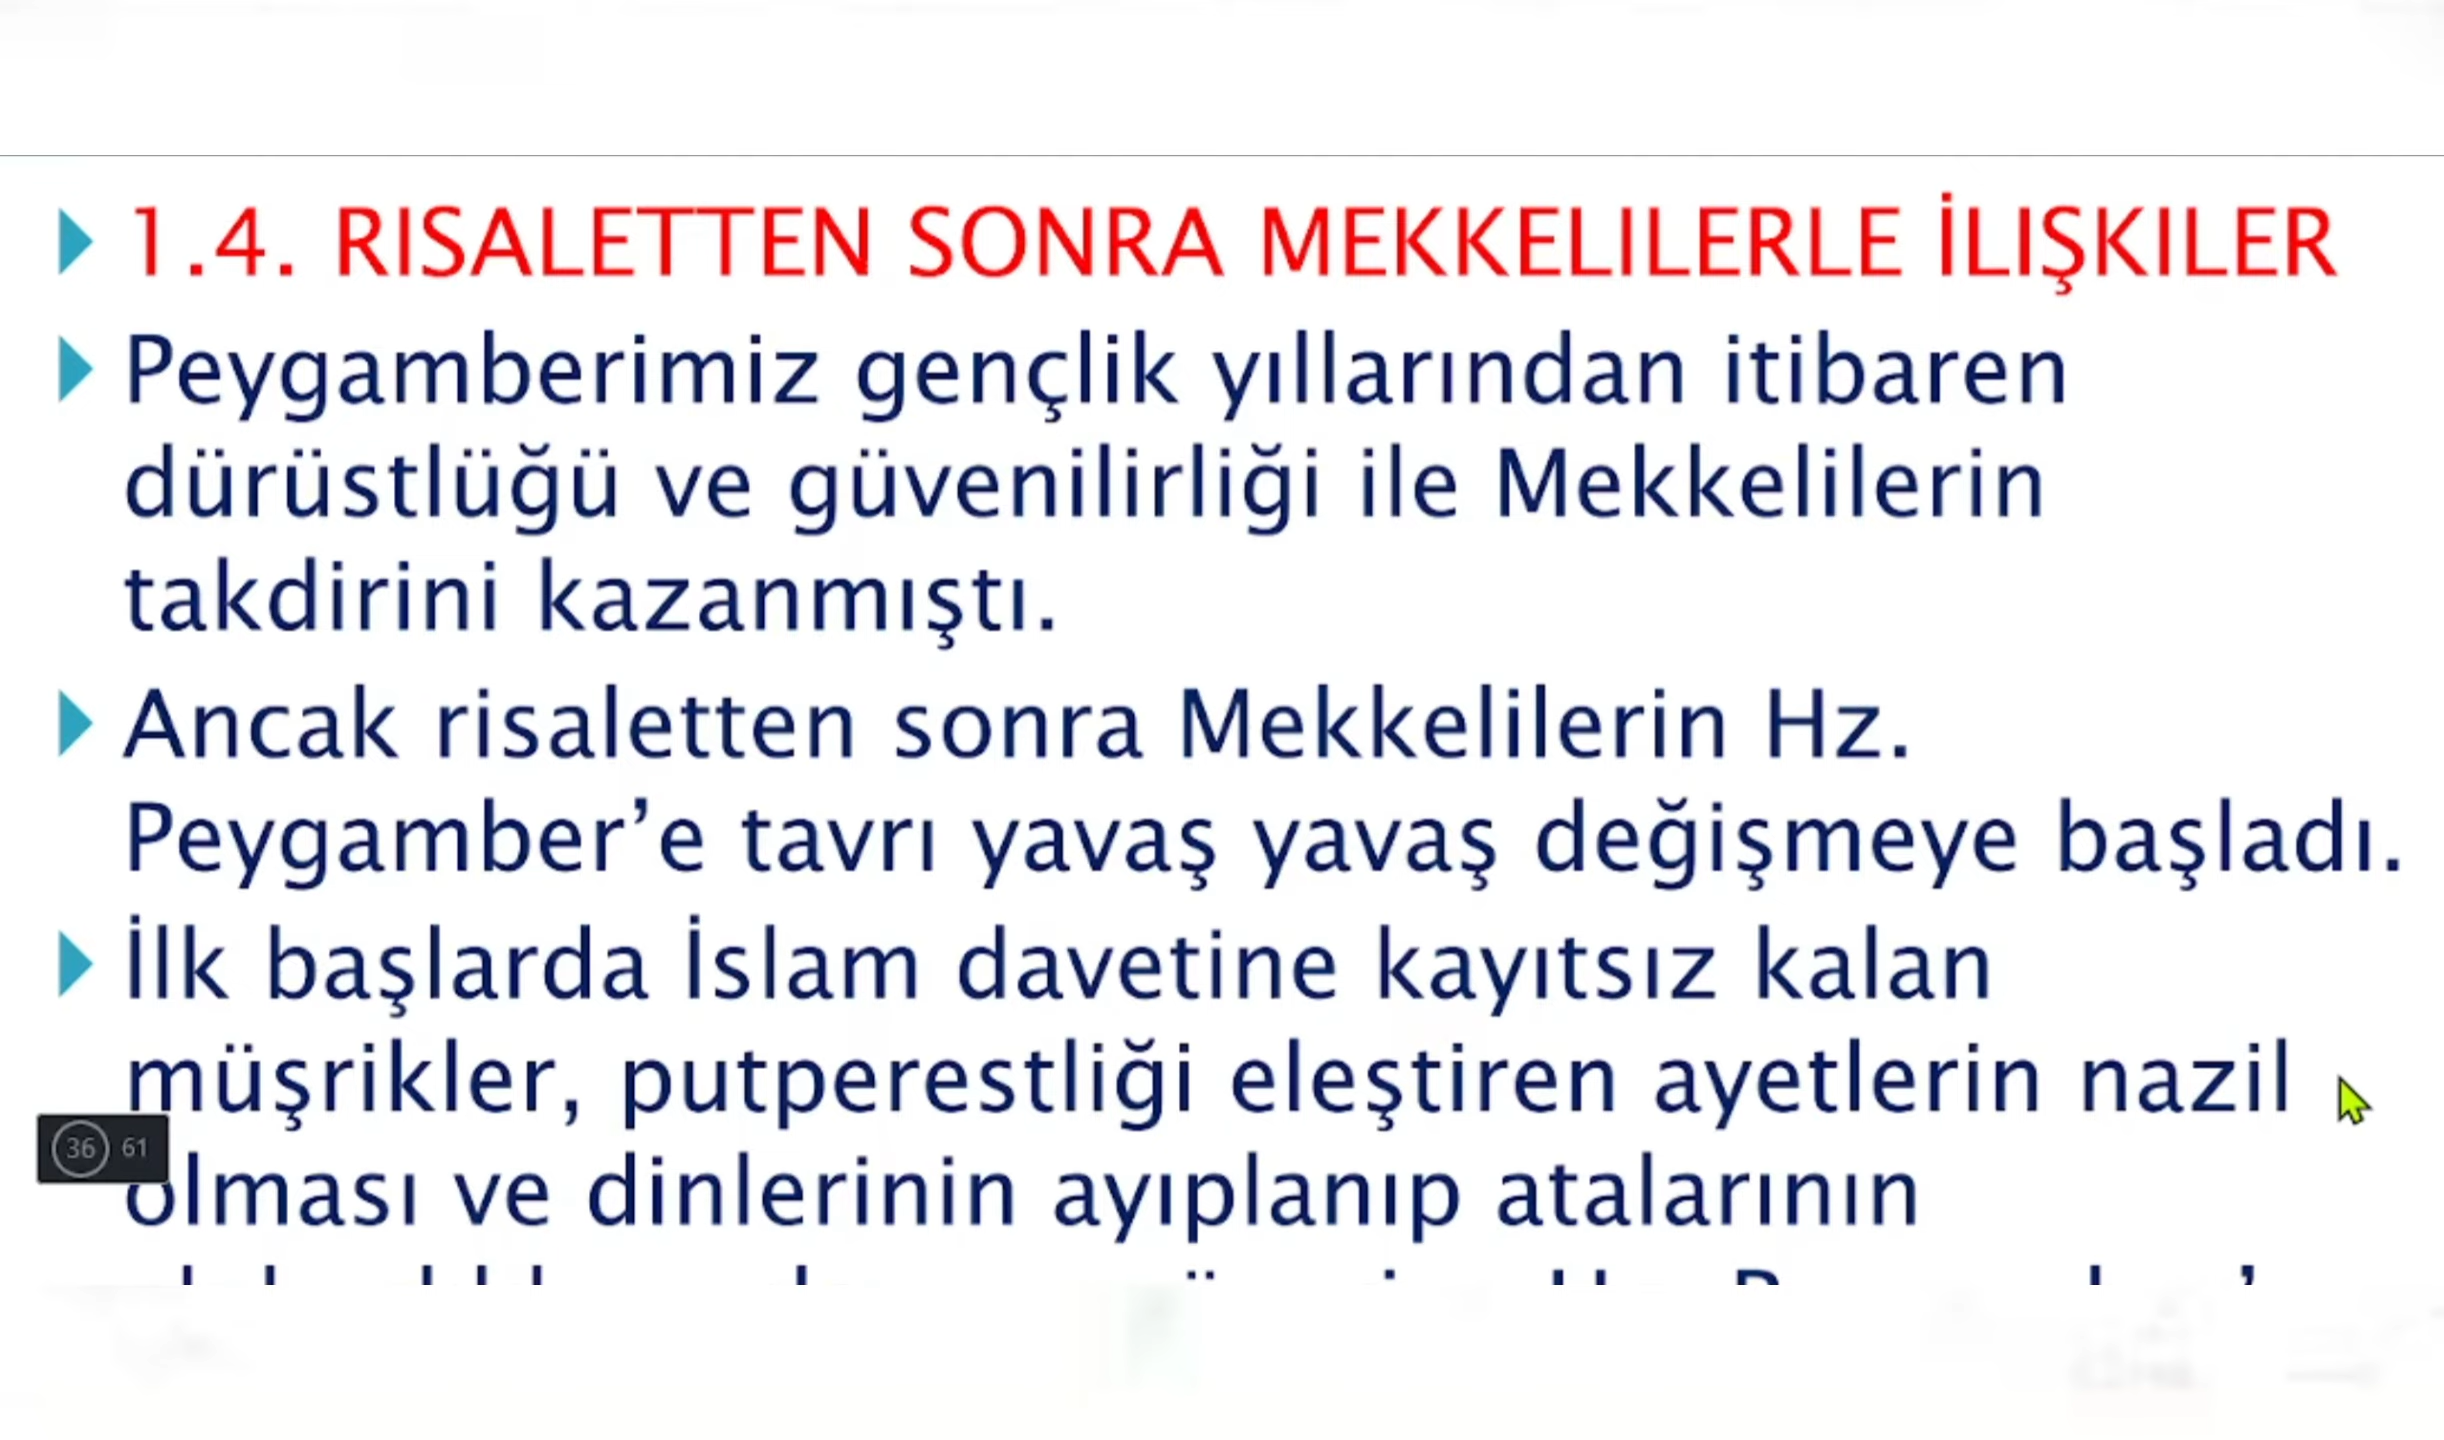 1.4. RISALETTEN SONRA MEKKELILERLE İLIŞKILER
Peygamberimiz gençlik yıllarından itibaren
dürüstlüğü ve güvenilirliği ile Mekkelilerin
takdirini kazanmıştı.
Ancak risaletten sonra Mekkelilerin Hz.
Peygamber’e tavrı yavaş yavaş değişmeye başladı.
İlk başlarda İslam davetine kayıtsız kalan
müşrikler, putperestliği eleştiren ayetlerin nazil
36 61
olması ve dinlerinin ayıplanıp atalarının